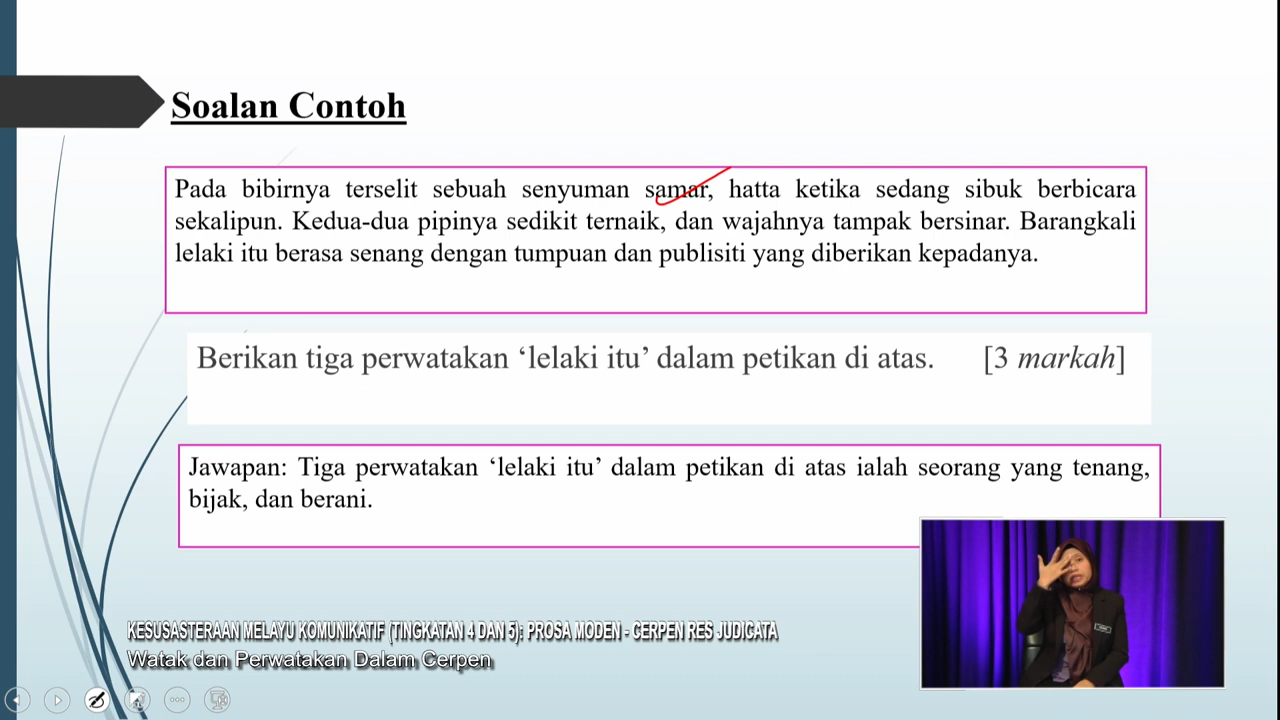 Soalan Contoh
Pada bibirnya terselit sebuah senyuman samar, hatta ketika sedang sibuk berbicara
sekalipun. Kedua-dua pipinya sedikit ternaik, dan wajahnya tampak bersinar. Barangkali
lelaki itu berasa senang dengan tumpuan dan publisiti yang diberikan kepadanya.
Berikan tiga perwatakan ‘lelaki itu’ dalam petikan di atas. [3 markah]
Jawapan: Tiga perwatakan ‘lelaki itu’ dalam petikan di atas ialah seorang yang tenang,
bijak, dan berani.
KESUSASTERAAN MELAYU KOMUNIKATIF (TINGKATAN 4 DAN 5): PROSA MODEN - CERPEN RES JUDICATA
Watak dan Perwatakan Dalam Cerpen